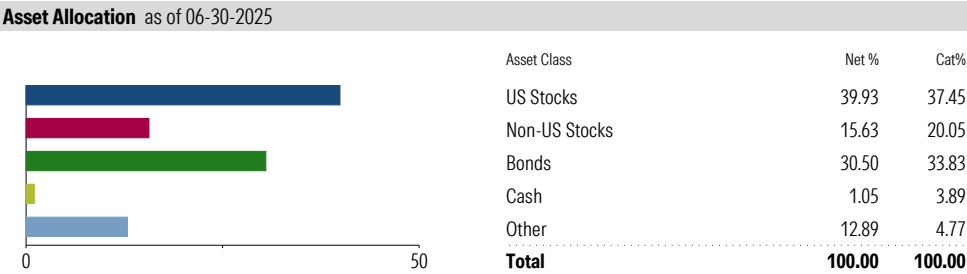 Asset Allocation as of 06-30-2025
Asset Class Net % Cat%
US Stocks 39.93 37.45
Non-US Stocks 15.63 20.05
Bonds 30.50 33.83
Cash 1.05 3.89
Other 12.89 4.77
0 50
Total 100.00 100.00